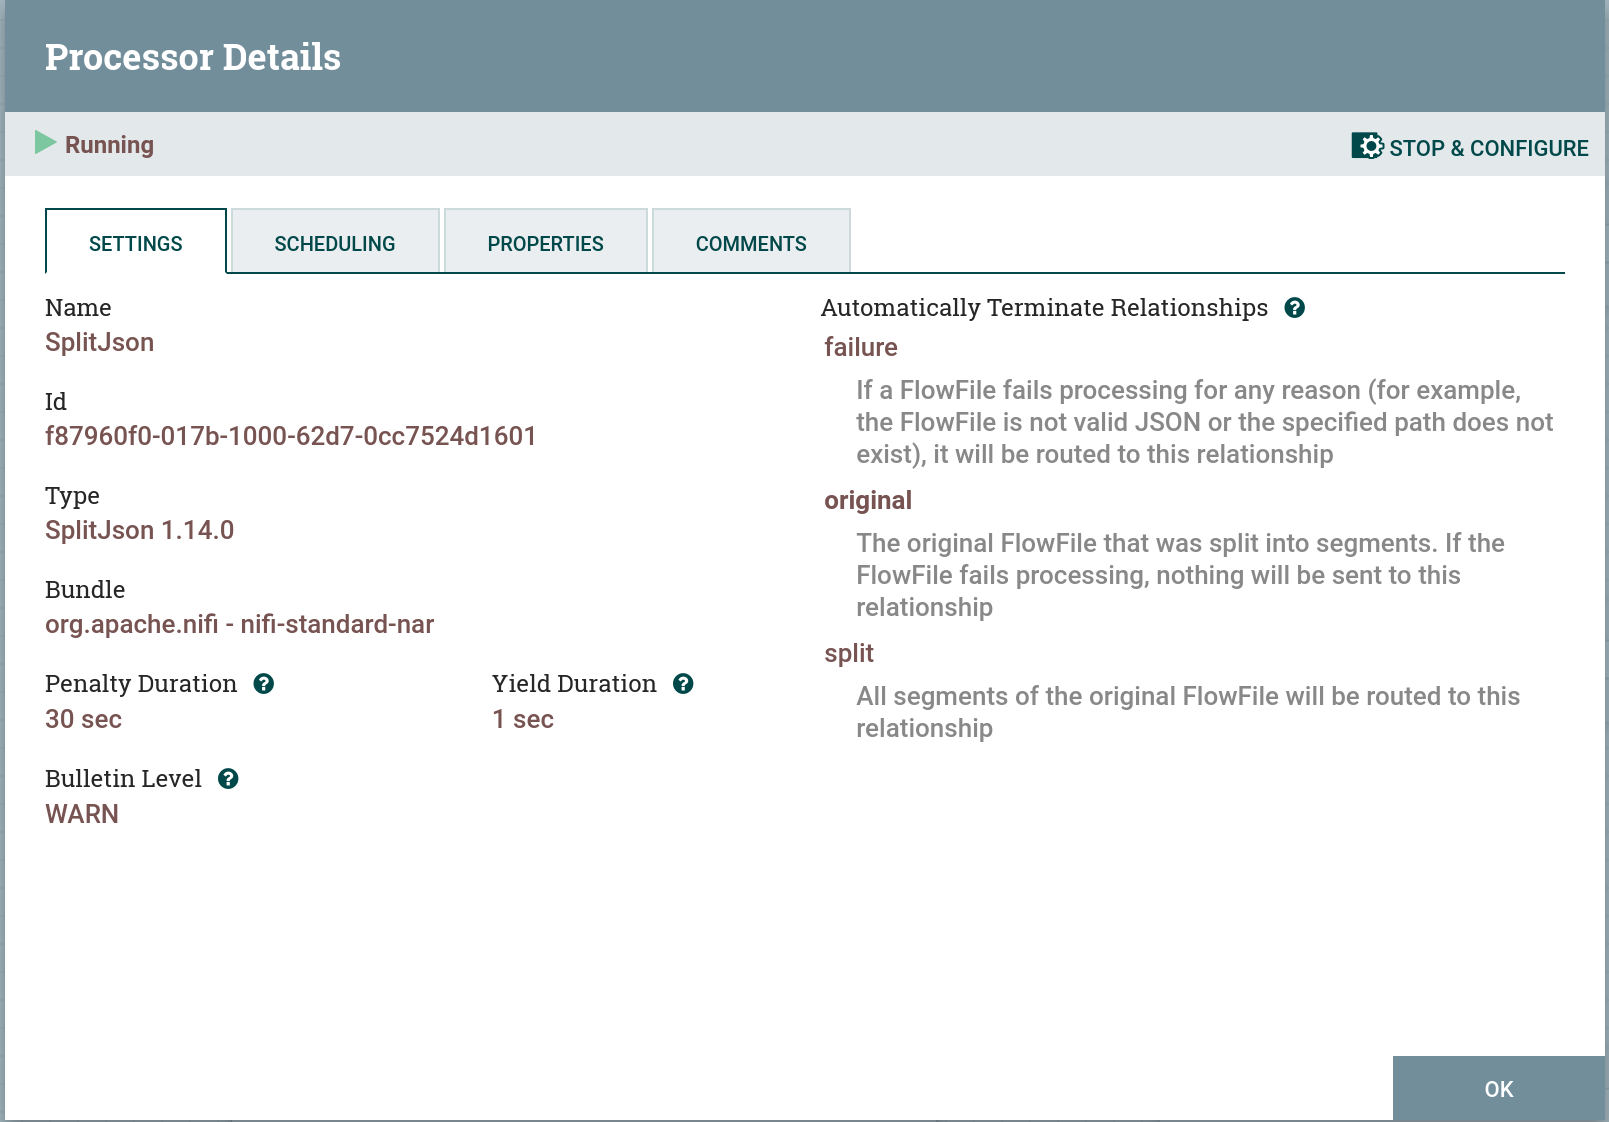 Processor Details
Running
STOP & CONFIGURE
SETTINGS
SCHEDULING
PROPERTIES
COMMENTS
Name
SplitJson
Id
f87960f0-017b-1000-62d7-0cc7524d1601
Type
SplitJson 1.14.0
Bundle
org.apache.nifi - nifi-standard-nar
Penalty Duration
30 sec
Yield Duration
1 sec
Bulletin Level
WARN
Automatically Terminate Relationships
failure
If a FlowFile fails processing for any reason (for example,
the FlowFile is not valid JSON or the specified path does not
exist), it will be routed to this relationship
original
The original FlowFile that was split into segments. If the
FlowFile fails processing, nothing will be sent to this
relationship
split
All segments of the original FlowFile will be routed to this
relationship
OK